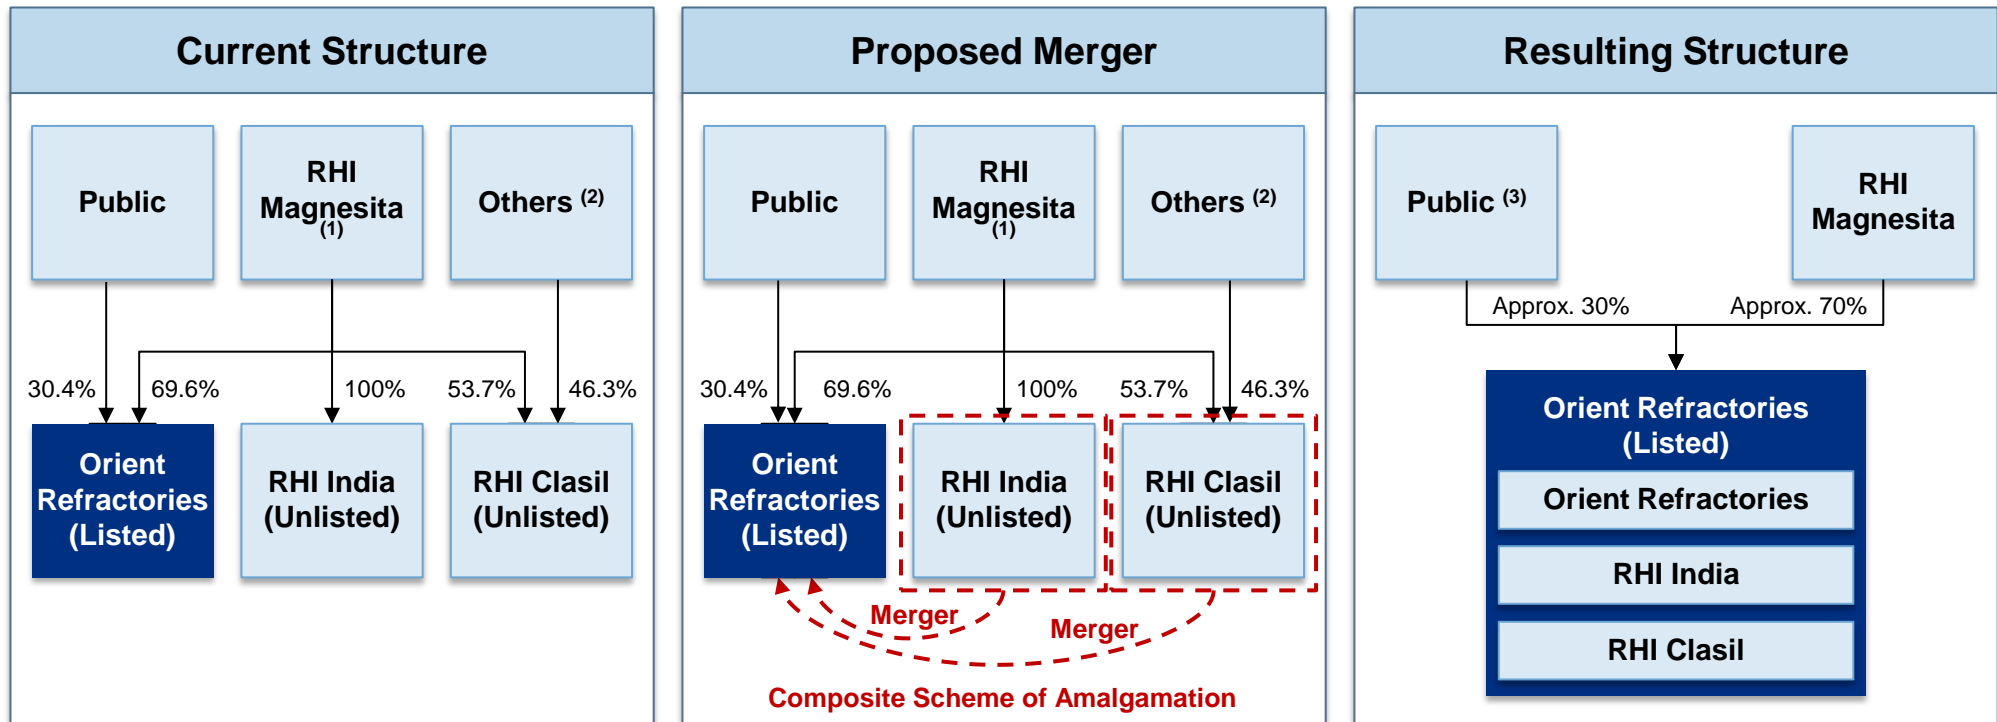 Current Structure
Public
RHI
Magnesita
(1)
Others (2)
30.4%
69.6%
100%
53.7%
46.3%
Orient
Refractories
(Listed)
RHI India
(Unlisted)
RHI Clasil
(Unlisted)
Proposed Merger
Public
RHI
Magnesita
(1)
Others (2)
30.4%
69.6%
100%
53.7%
46.3%
Orient
Refractories
(Listed)
RHI India
(Unlisted)
RHI Clasil
(Unlisted)
Merger
Merger
Composite Scheme of Amalgamation
Resulting Structure
Public (3)
RHI
Magnesita
Approx. 30%
Approx. 70%
Orient Refractories
(Listed)
Orient Refractories
RHI India
RHI Clasil